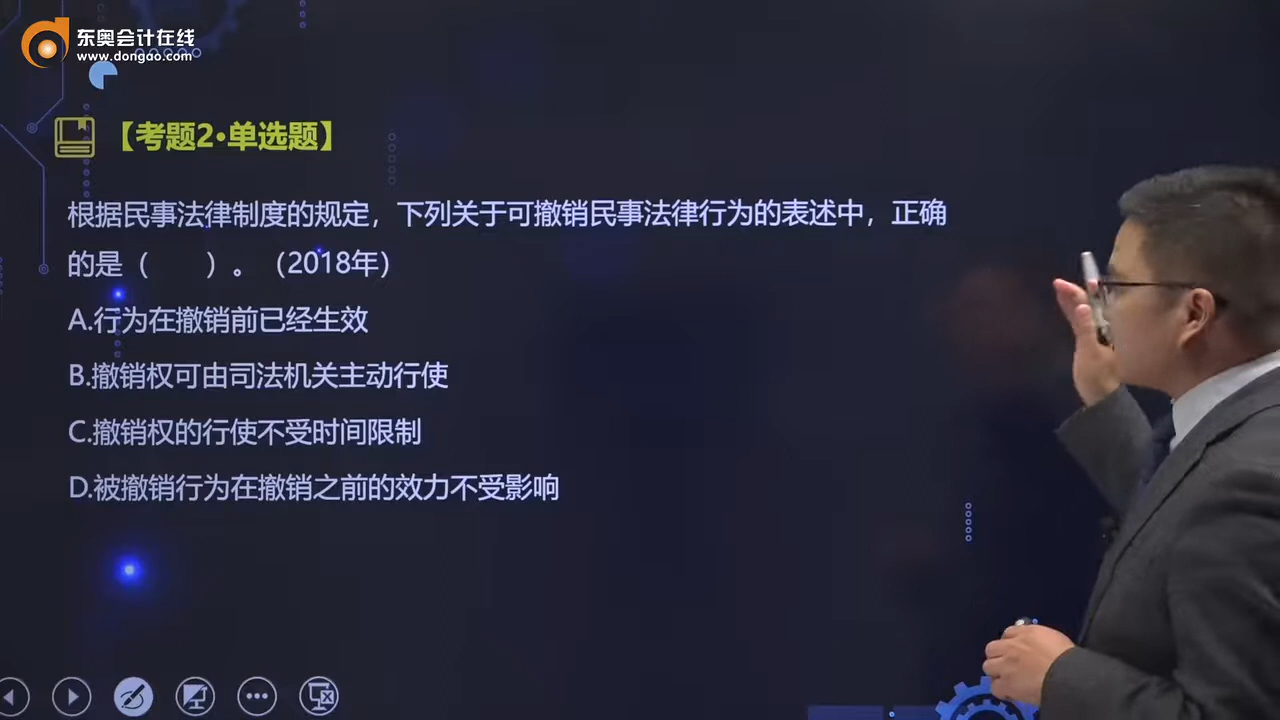 东奥会计在线
www.dongao.com
【考题2•单选题】
根据民事法律制度的规定，下列关于可撤销民事法律行为的表述中，正确
的是（　　）。（2018年）
A.行为在撤销前已经生效
B.撤销权可由司法机关主动行使
C.撤销权的行使不受时间限制
D.被撤销行为在撤销之前的效力不受影响